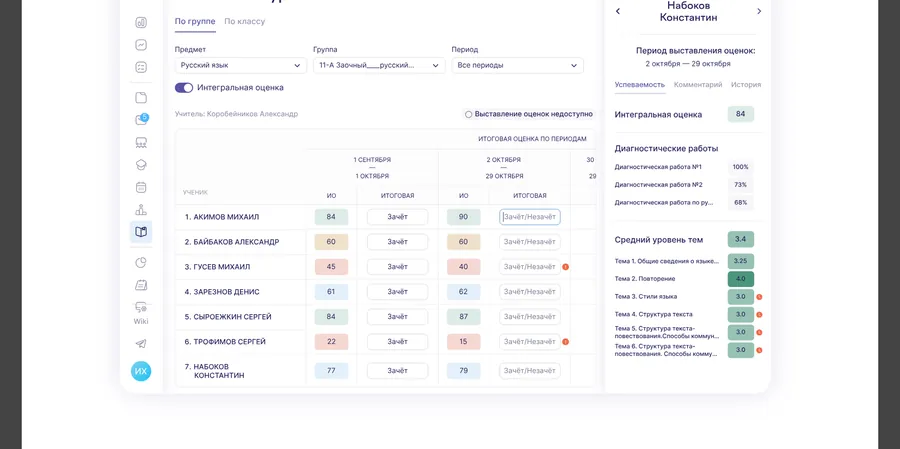 По группе По классу
Предмет Группа Период
Русский язык 11-А Заочный____русский... Все периоды
Интегральная оценка
Учитель: Коробейников Александр Выставление оценок недоступно
ИТОГОВАЯ ОЦЕНКА ПО ПЕРИОДАМ
1 СЕНТЯБРЯ — 1 ОКТЯБРЯ 2 ОКТЯБРЯ — 29 ОКТЯБРЯ 30 29
УЧЕНИК ИО ИТОГОВАЯ ИО ИТОГОВАЯ
1. АКИМОВ МИХАИЛ 84 Зачёт 90 Зачёт/Незачёт
2. БАЙБАКОВ АЛЕКСАНДР 60 Зачёт 60 Зачёт/Незачёт
3. ГУСЕВ МИХАИЛ 45 Зачёт 40 Зачёт/Незачёт
4. ЗАРЕЗНОВ ДЕНИС 61 Зачёт 62 Зачёт/Незачёт
5. СЫРОЕЖКИН СЕРГЕЙ 84 Зачёт 87 Зачёт/Незачёт
6. ТРОФИМОВ СЕРГЕЙ 22 Зачёт 15 Зачёт/Незачёт
7. НАБОКОВ КОНСТАНТИН 77 Зачёт 79 Зачёт/Незачёт
5
Wiki
ИХ
Набоков
Константин
Период выставления оценок:
2 октября — 29 октября
Успеваемость Комментарий История
Интегральная оценка 84
Диагностические работы
Диагностическая работа №1 100%
Диагностическая работа №2 73%
Диагностическая работа по ру... 68%
Средний уровень тем 3.4
Тема 1. Общие сведения о языке... 3.25
Тема 2. Повторение 4.0
Тема 3. Стили языка 3.0
Тема 4. Структура текста 3.0
Тема 5. Структура текста-
повествования.Способы коммун... 3.0
Тема 6. Структура текста-
повествования. Способы комму... 3.0